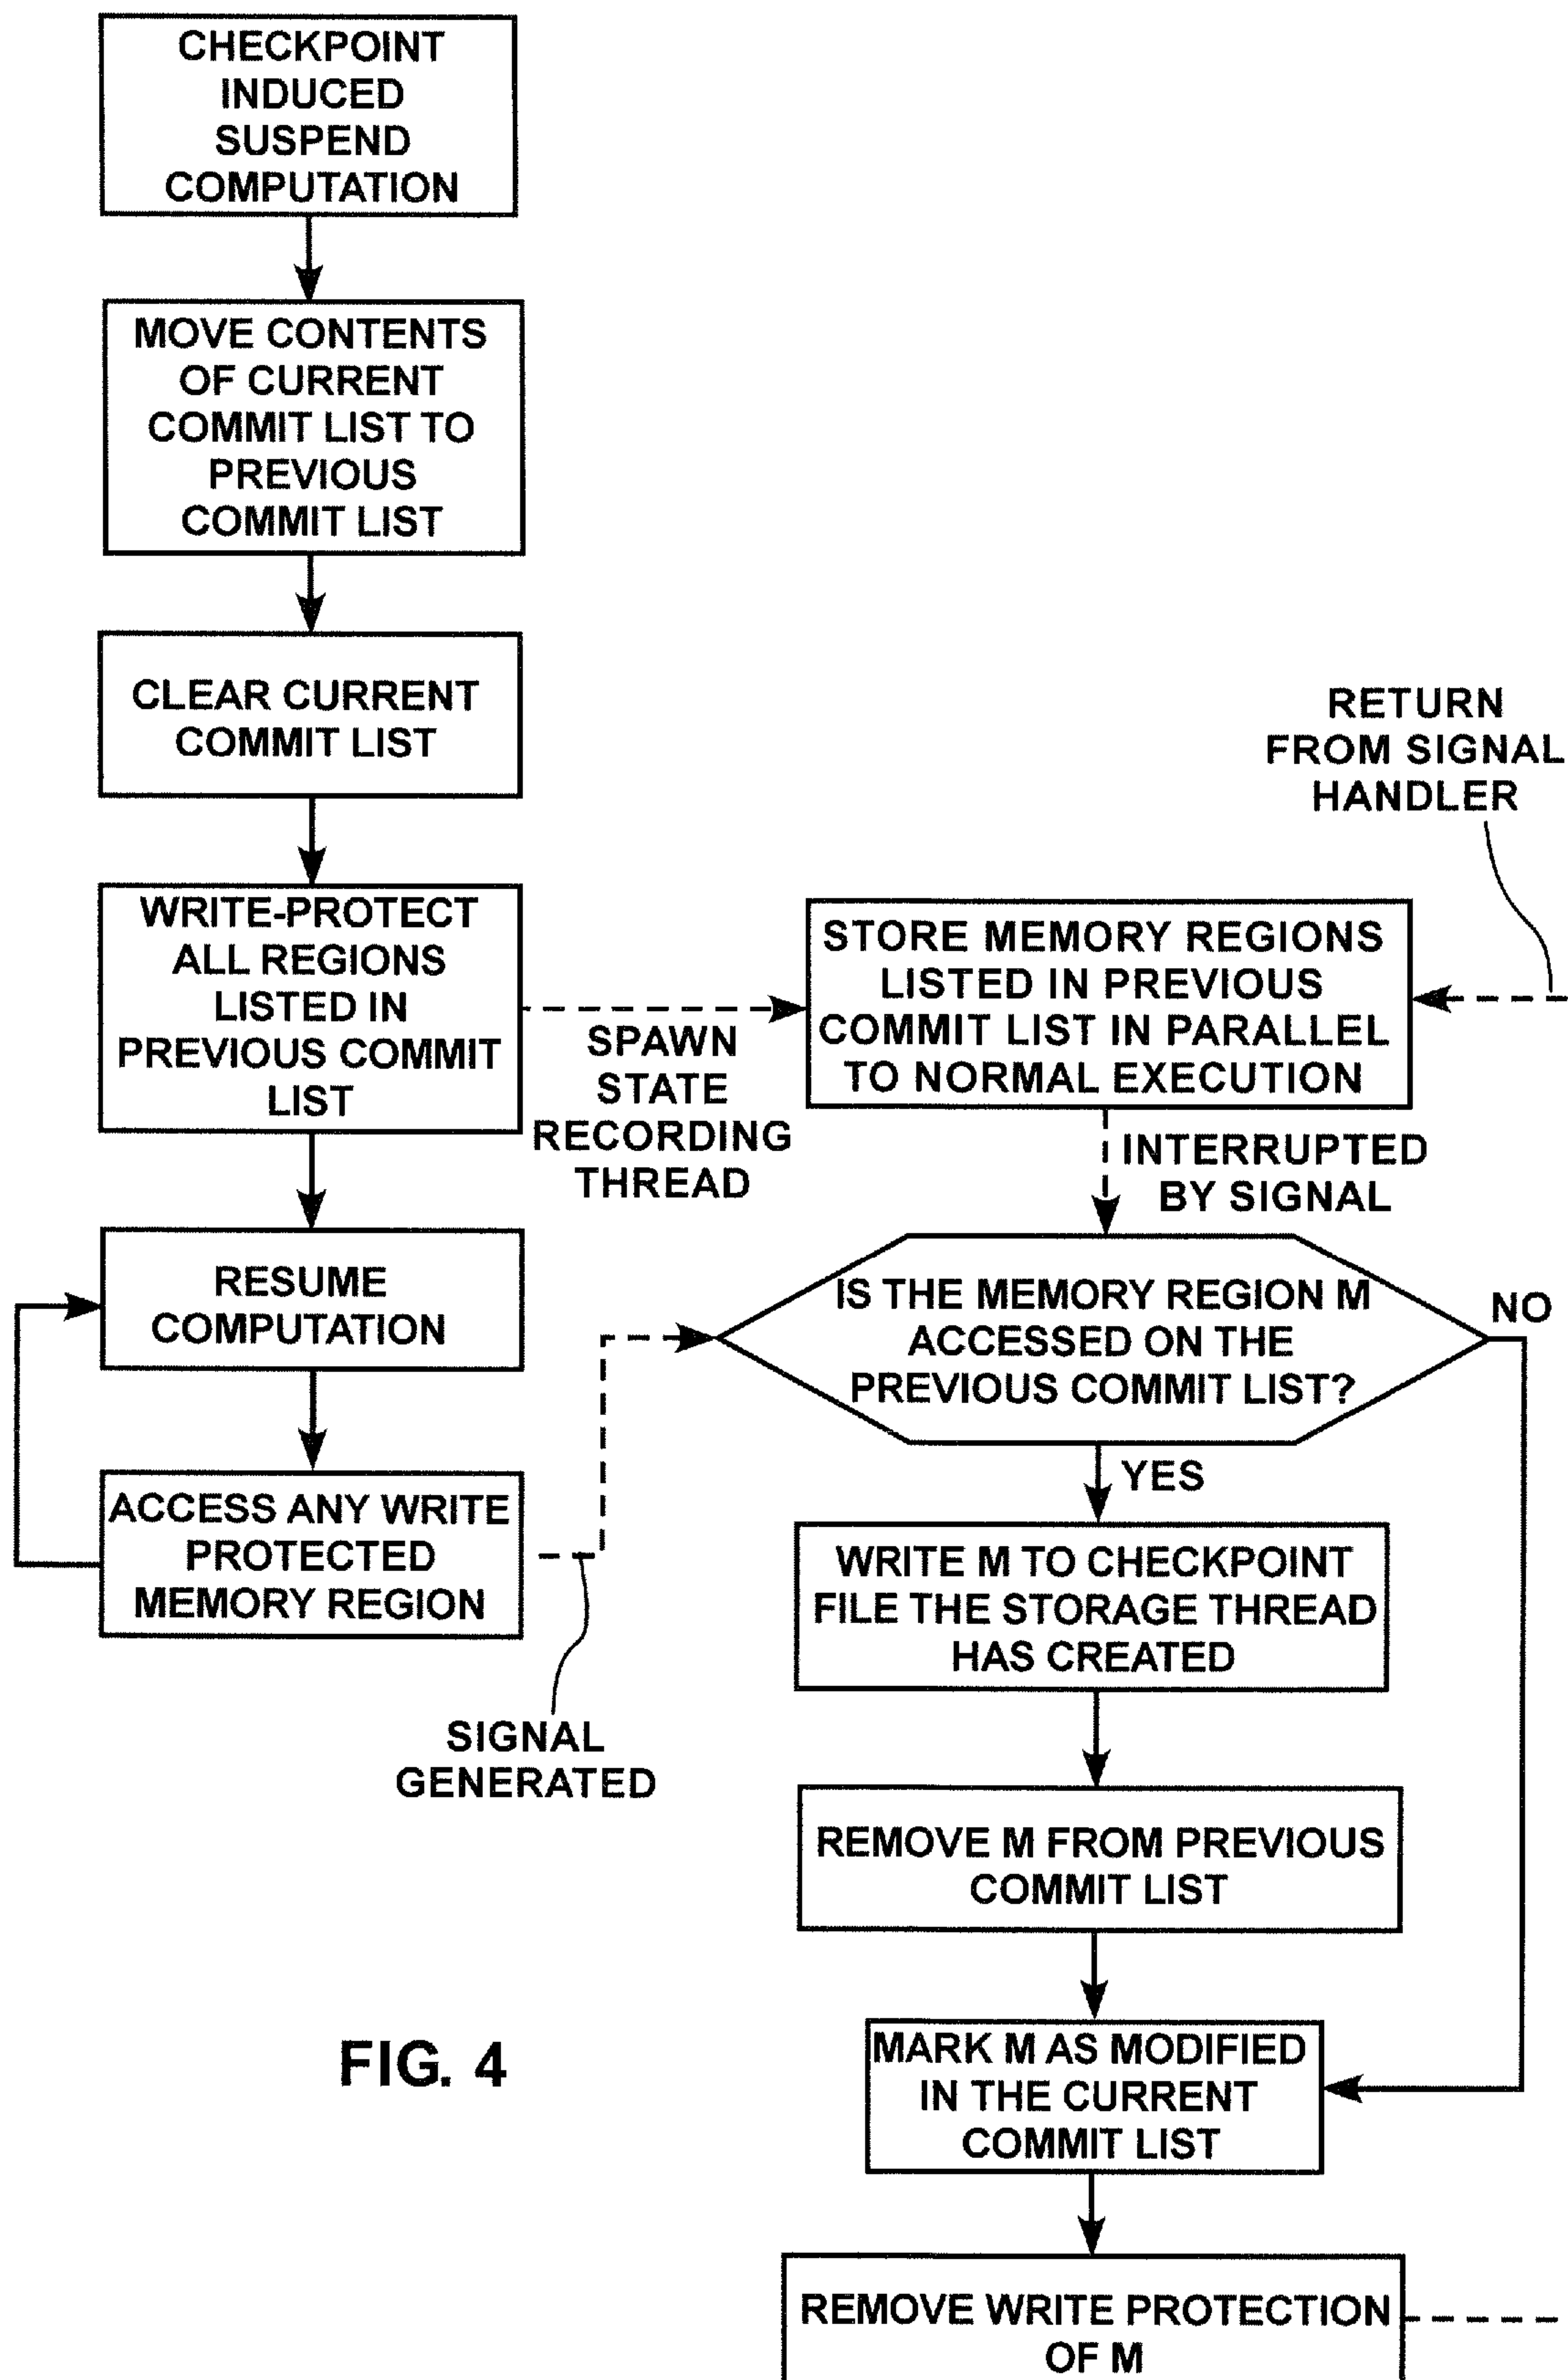 CHECKPOINT
INDUCED
SUSPEND
COMPUTATION
MOVE CONTENTS
OF CURRENT
COMMIT LIST TO
PREVIOUS
COMMIT LIST
CLEAR CURRENT
COMMIT LIST
WRITE-PROTECT
ALL REGIONS
LISTED IN
PREVIOUS COMMIT
LIST
SPAWN
STATE
RECORDING
THREAD
RESUME
COMPUTATION
ACCESS ANY WRITE
PROTECTED
MEMORY REGION
SIGNAL
GENERATED
RETURN
FROM SIGNAL
HANDLER
STORE MEMORY REGIONS
LISTED IN PREVIOUS
COMMIT LIST IN PARALLEL
TO NORMAL EXECUTION
INTERRUPTED
BY SIGNAL
IS THE MEMORY REGION M
ACCESSED ON THE
PREVIOUS COMMIT LIST?
NO
YES
WRITE M TO CHECKPOINT
FILE THE STORAGE THREAD
HAS CREATED
REMOVE M FROM PREVIOUS
COMMIT LIST
MARK M AS MODIFIED
IN THE CURRENT
COMMIT LIST
REMOVE WRITE PROTECTION
OF M
FIG. 4